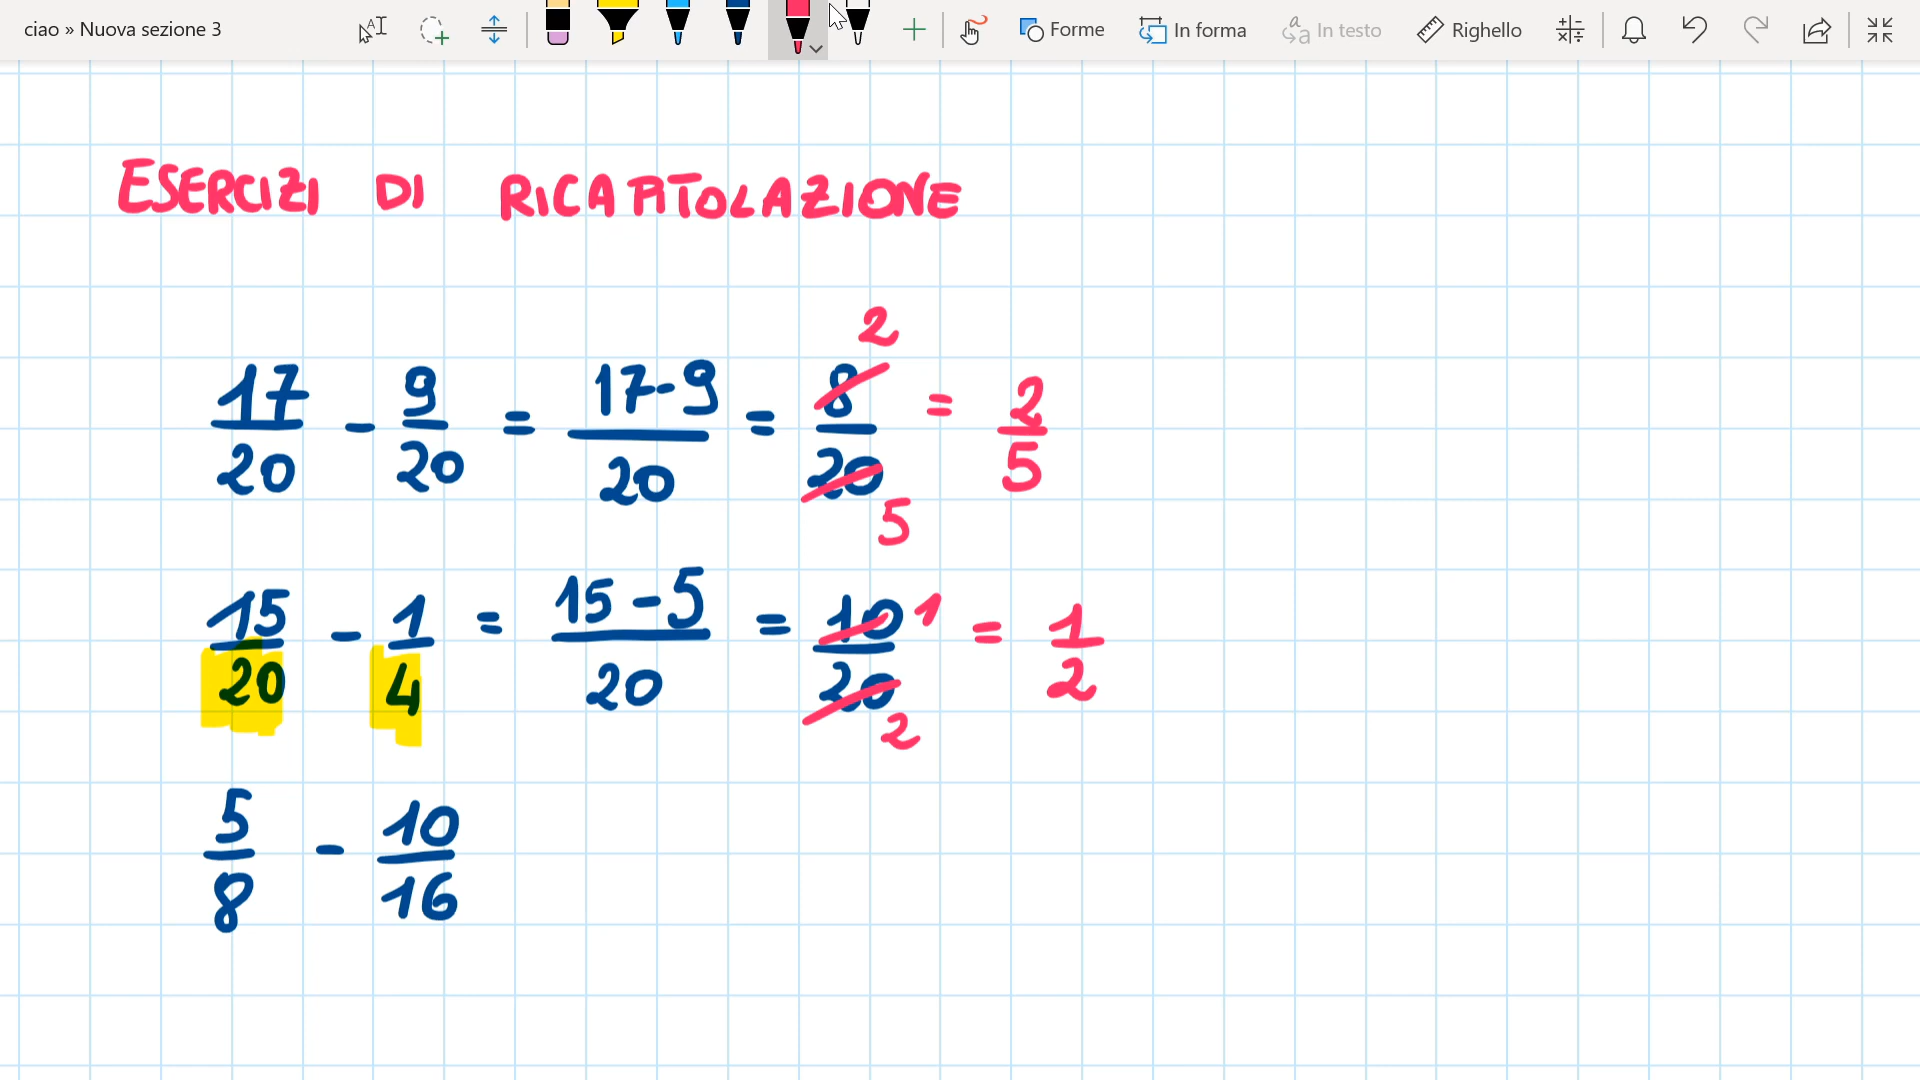 ciao » Nuova sezione 3
Forme
In forma
In testo
Righello
ESERCIZI DI RICAPITOLAZIONE
17/20 - 9/20 = 17-9/20 = 8/20 = 2/5
2
5
15/20 - 1/4 = 15-5/20 = 10/20 = 1/2
1
2
5/8 - 10/16